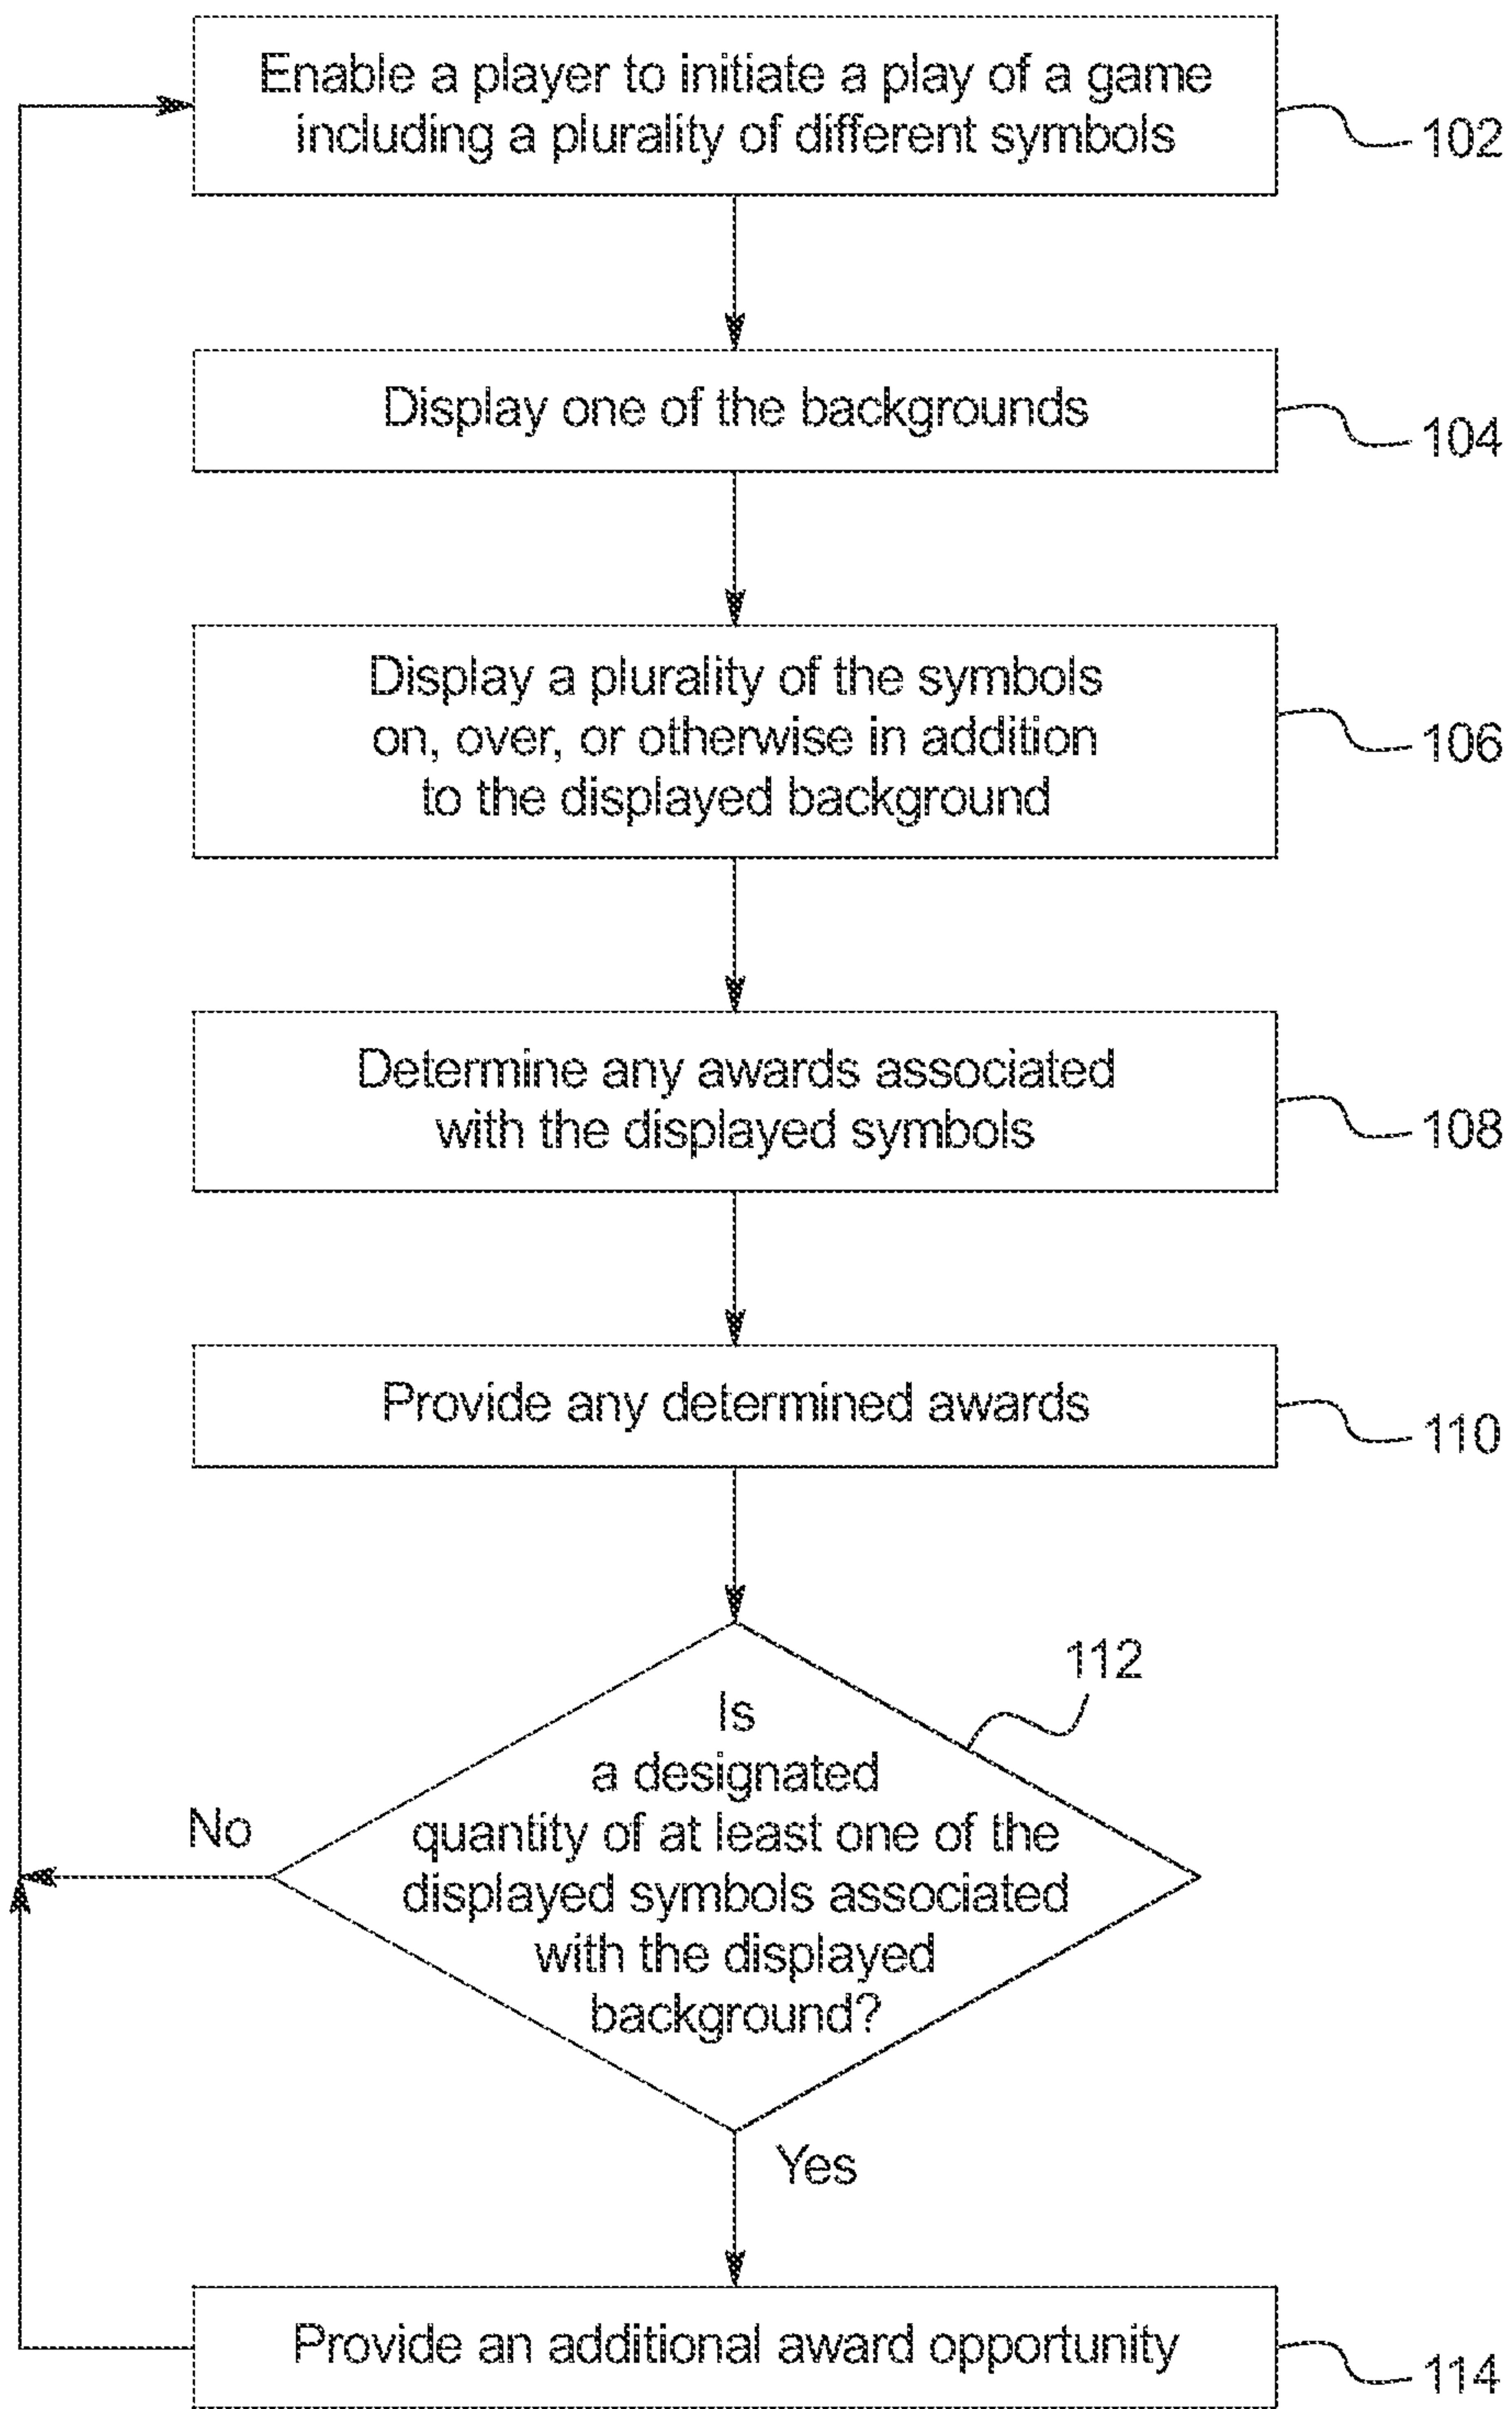 Enable a player to initiate a play of a game
including a plurality of different symbols
102
Display one of the backgrounds
104
Display a plurality of the symbols
on, over, or otherwise in addition
to the displayed background
106
Determine any awards associated
with the displayed symbols
108
Provide any determined awards
110
112
Is
a designated
quantity of at least one of the
displayed symbols associated
with the displayed
background?
No
Yes
Provide an additional award opportunity
114